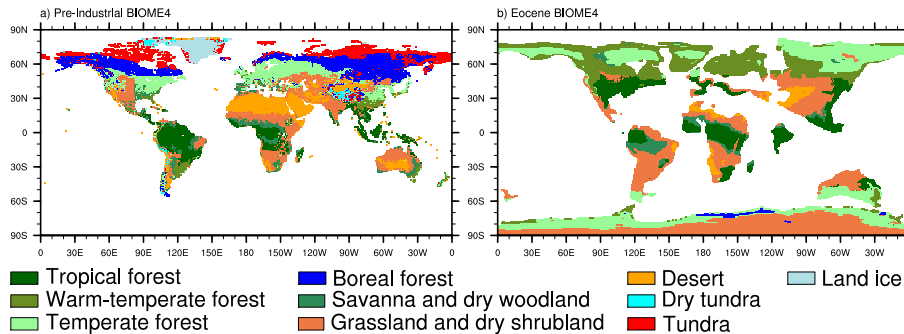 a) Pre-Industrial BIOME4
b) Eocene BIOME4
90N
60N
30N
0
30S
60S
90S
0 30E 60E 90E 120E 150E 180 150W 120W 90W 60W 30W 0
90N
60N
30N
0
30S
60S
90S
0 30E 60E 90E 120E 150E 180 150W 120W 90W 60W 30W
Tropical forest
Warm-temperate forest
Temperate forest
Boreal forest
Savanna and dry woodland
Grassland and dry shrubland
Desert
Dry tundra
Tundra
Land ice